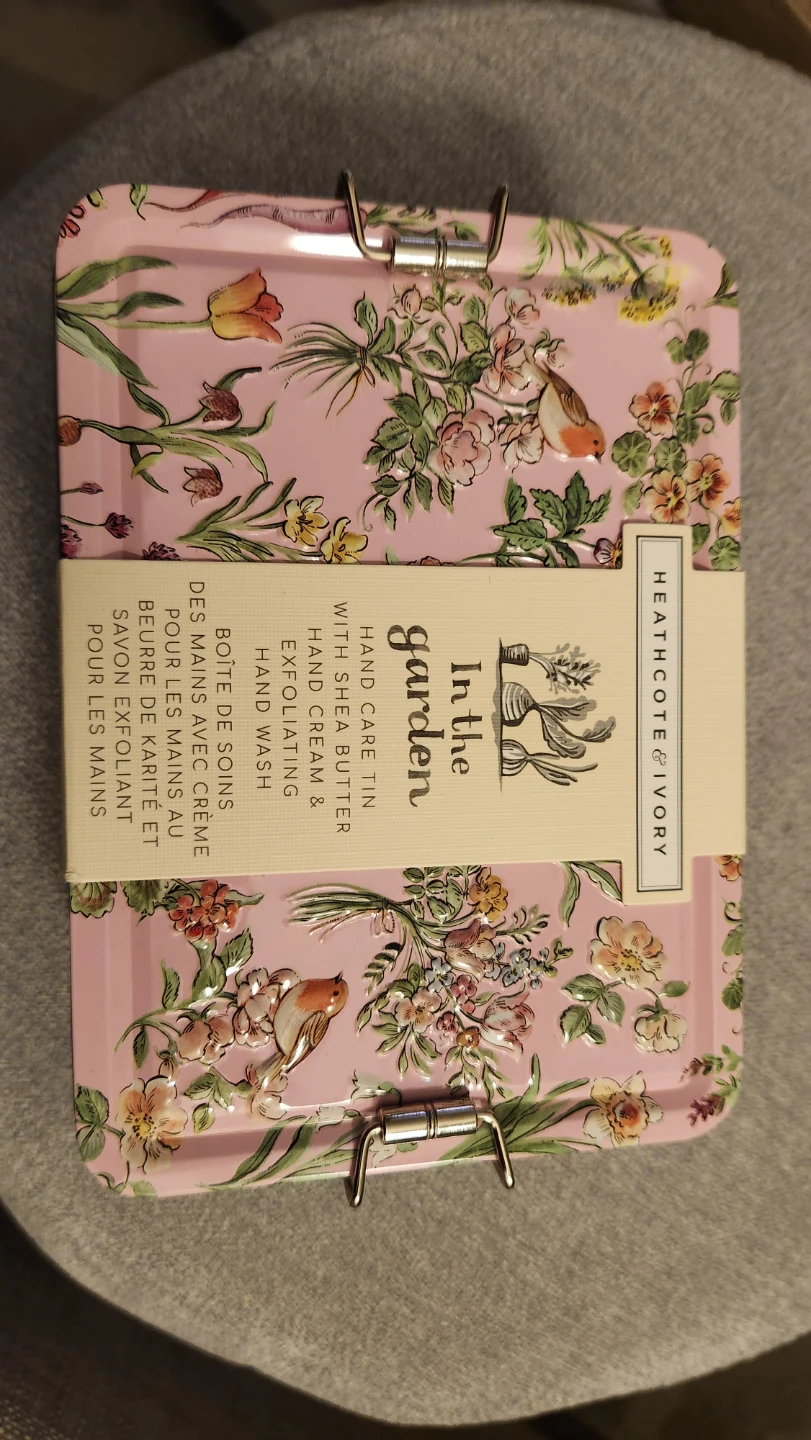 HEATHCOTE & IVORY
In the
garden
HAND CARE TIN
WITH SHEA BUTTER
HAND CREAM &
EXFOLIATING
HAND WASH
BOÎTE DE SOINS
DES MAINS AVEC CRÈME
POUR LES MAINS AU
BEURRE DE KARITÉ ET
SAVON EXFOLIANT
POUR LES MAINS